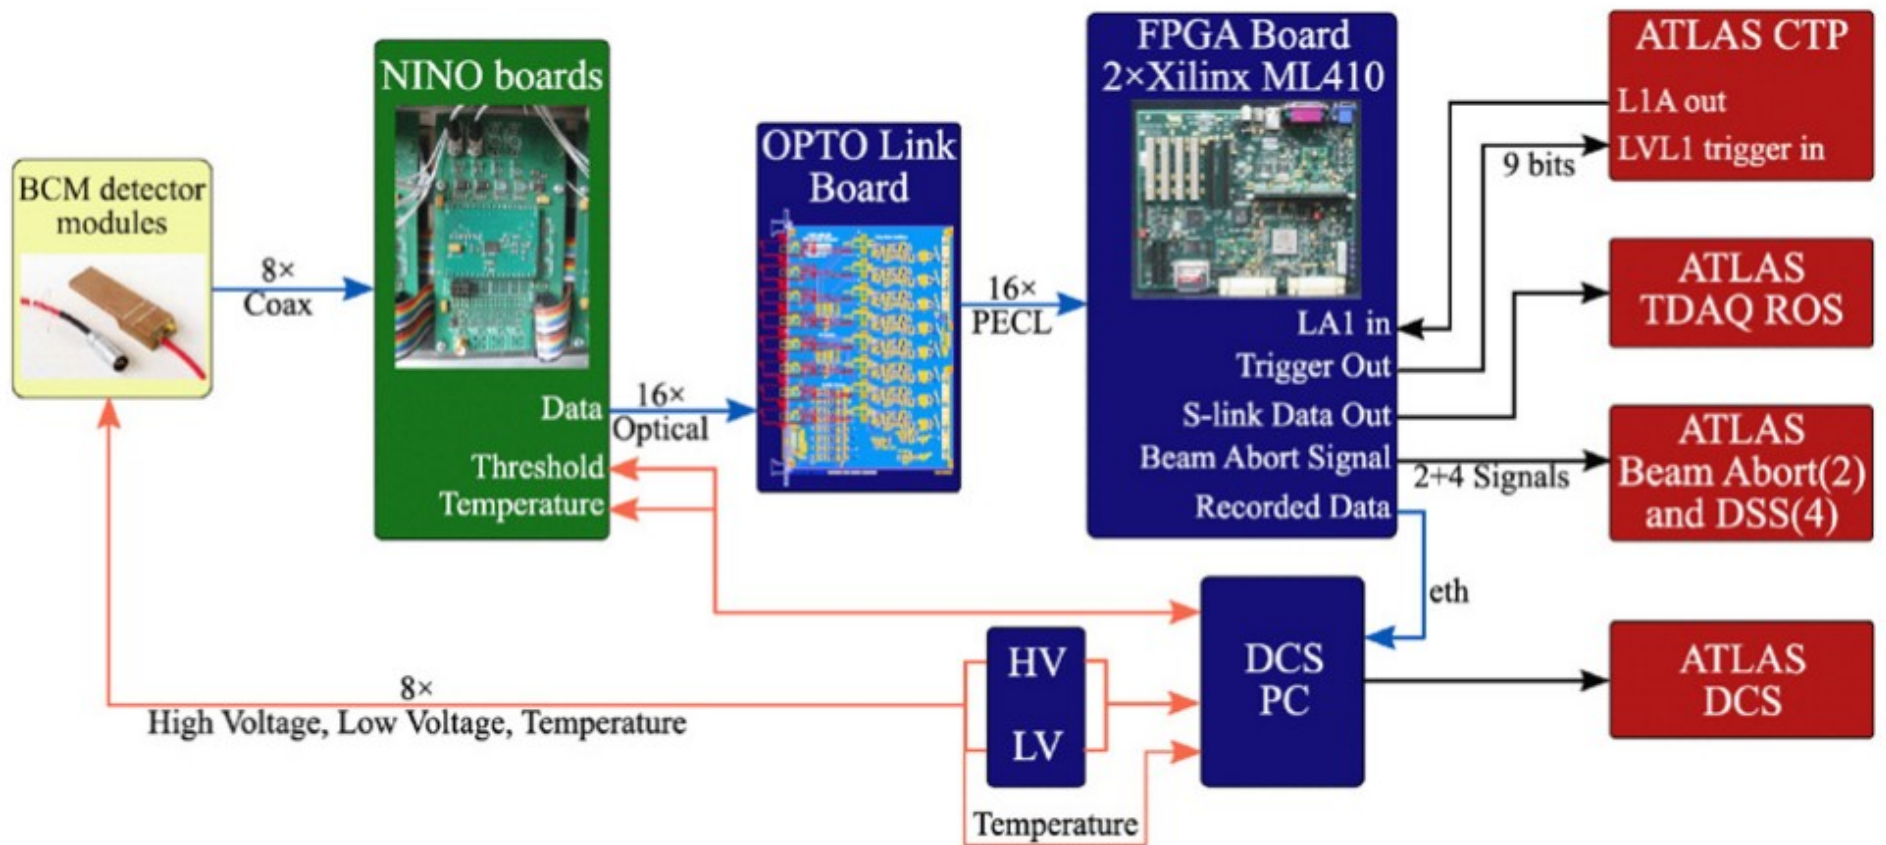 BCM detector
modules
8×
Coax
NINO boards
Data
Threshold
Temperature
16×
Optical
OPTO Link
Board
16×
PECL
FPGA Board
2×Xilinx ML410
LA1 in
Trigger Out
S-link Data Out
Beam Abort Signal
Recorded Data
9 bits
2+4 Signals
eth
ATLAS CTP
L1A out
LVL1 trigger in
ATLAS
TDAQ ROS
ATLAS
Beam Abort(2)
and DSS(4)
8×
High Voltage, Low Voltage, Temperature
HV
LV
Temperature
DCS
PC
ATLAS
DCS